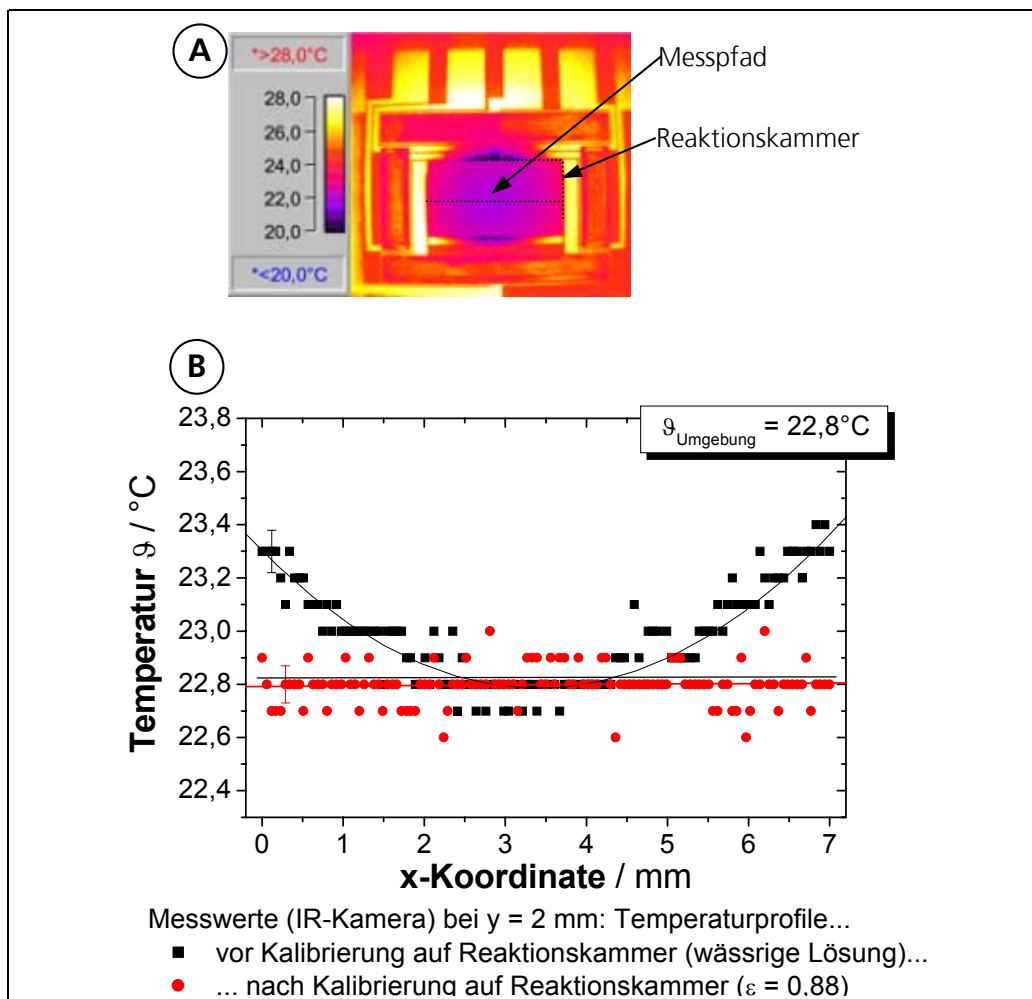 A
*>28,0°C
28,0
26,0
24,0
22,0
20,0
*<20,0°C
Messpfad
Reaktionskammer
B
ϑUmgebung = 22,8°C
23,8
23,6
23,4
23,2
23,0
22,8
22,6
22,4
Temperatur ϑ / °C
0 1 2 3 4 5 6 7
x-Koordinate / mm
Messwerte (IR-Kamera) bei y = 2 mm: Temperaturprofile...
vor Kalibrierung auf Reaktionskammer (wässrige Lösung)...
... nach Kalibrierung auf Reaktionskammer (ε = 0,88)